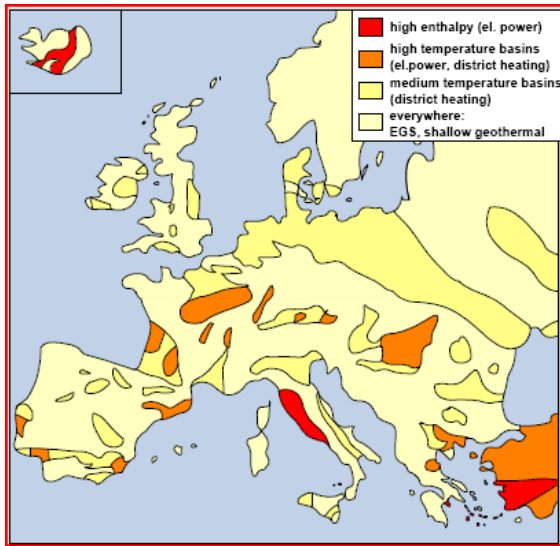 high enthalpy (el. power)
high temperature basins
(el.power, district heating)
medium temperature basins
(district heating)
everywhere:
EGS, shallow geothermal